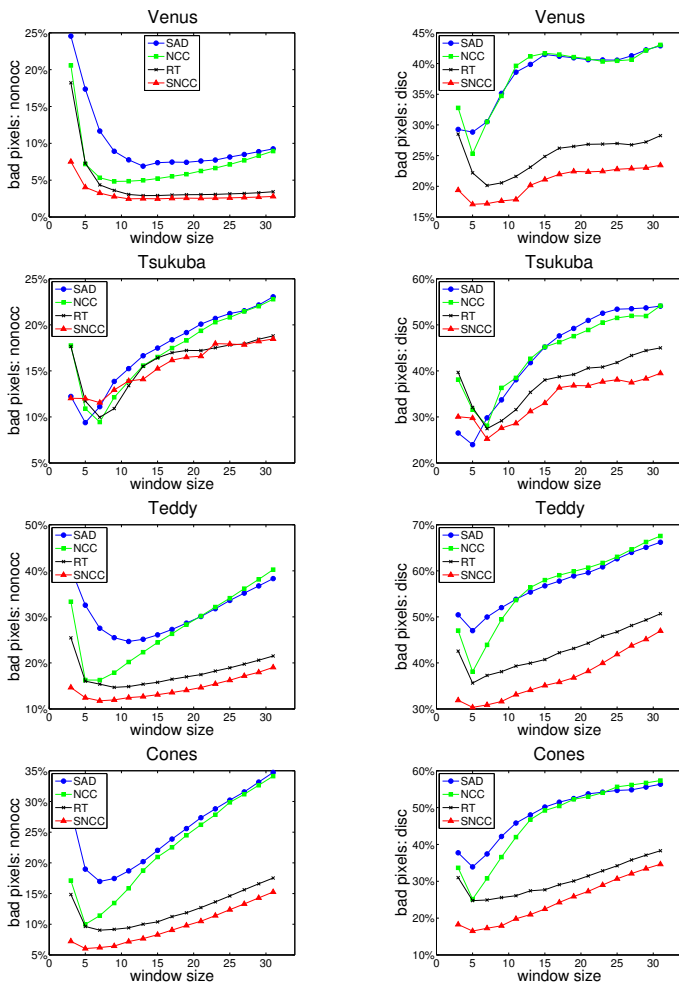 Venus
25%
20%
15%
10%
5%
0%
bad pixels: nonocc
SAD
NCC
RT
SNCC
0 5 10 15 20 25 30
window size
Venus
45%
40%
35%
30%
25%
20%
15%
bad pixels: disc
SAD
NCC
RT
SNCC
0 5 10 15 20 25 30
window size
Tsukuba
25%
20%
15%
10%
5%
bad pixels: nonocc
SAD
NCC
RT
SNCC
0 5 10 15 20 25 30
window size
Tsukuba
60%
50%
40%
30%
20%
bad pixels: disc
SAD
NCC
RT
SNCC
0 5 10 15 20 25 30
window size
Teddy
50%
40%
30%
20%
10%
bad pixels: nonocc
SAD
NCC
RT
SNCC
0 5 10 15 20 25 30
window size
Teddy
70%
60%
50%
40%
30%
bad pixels: disc
SAD
NCC
RT
SNCC
0 5 10 15 20 25 30
window size
Cones
35%
30%
25%
20%
15%
10%
5%
bad pixels: nonocc
SAD
NCC
RT
SNCC
0 5 10 15 20 25 30
window size
Cones
60%
50%
40%
30%
20%
10%
bad pixels: disc
SAD
NCC
RT
SNCC
0 5 10 15 20 25 30
window size